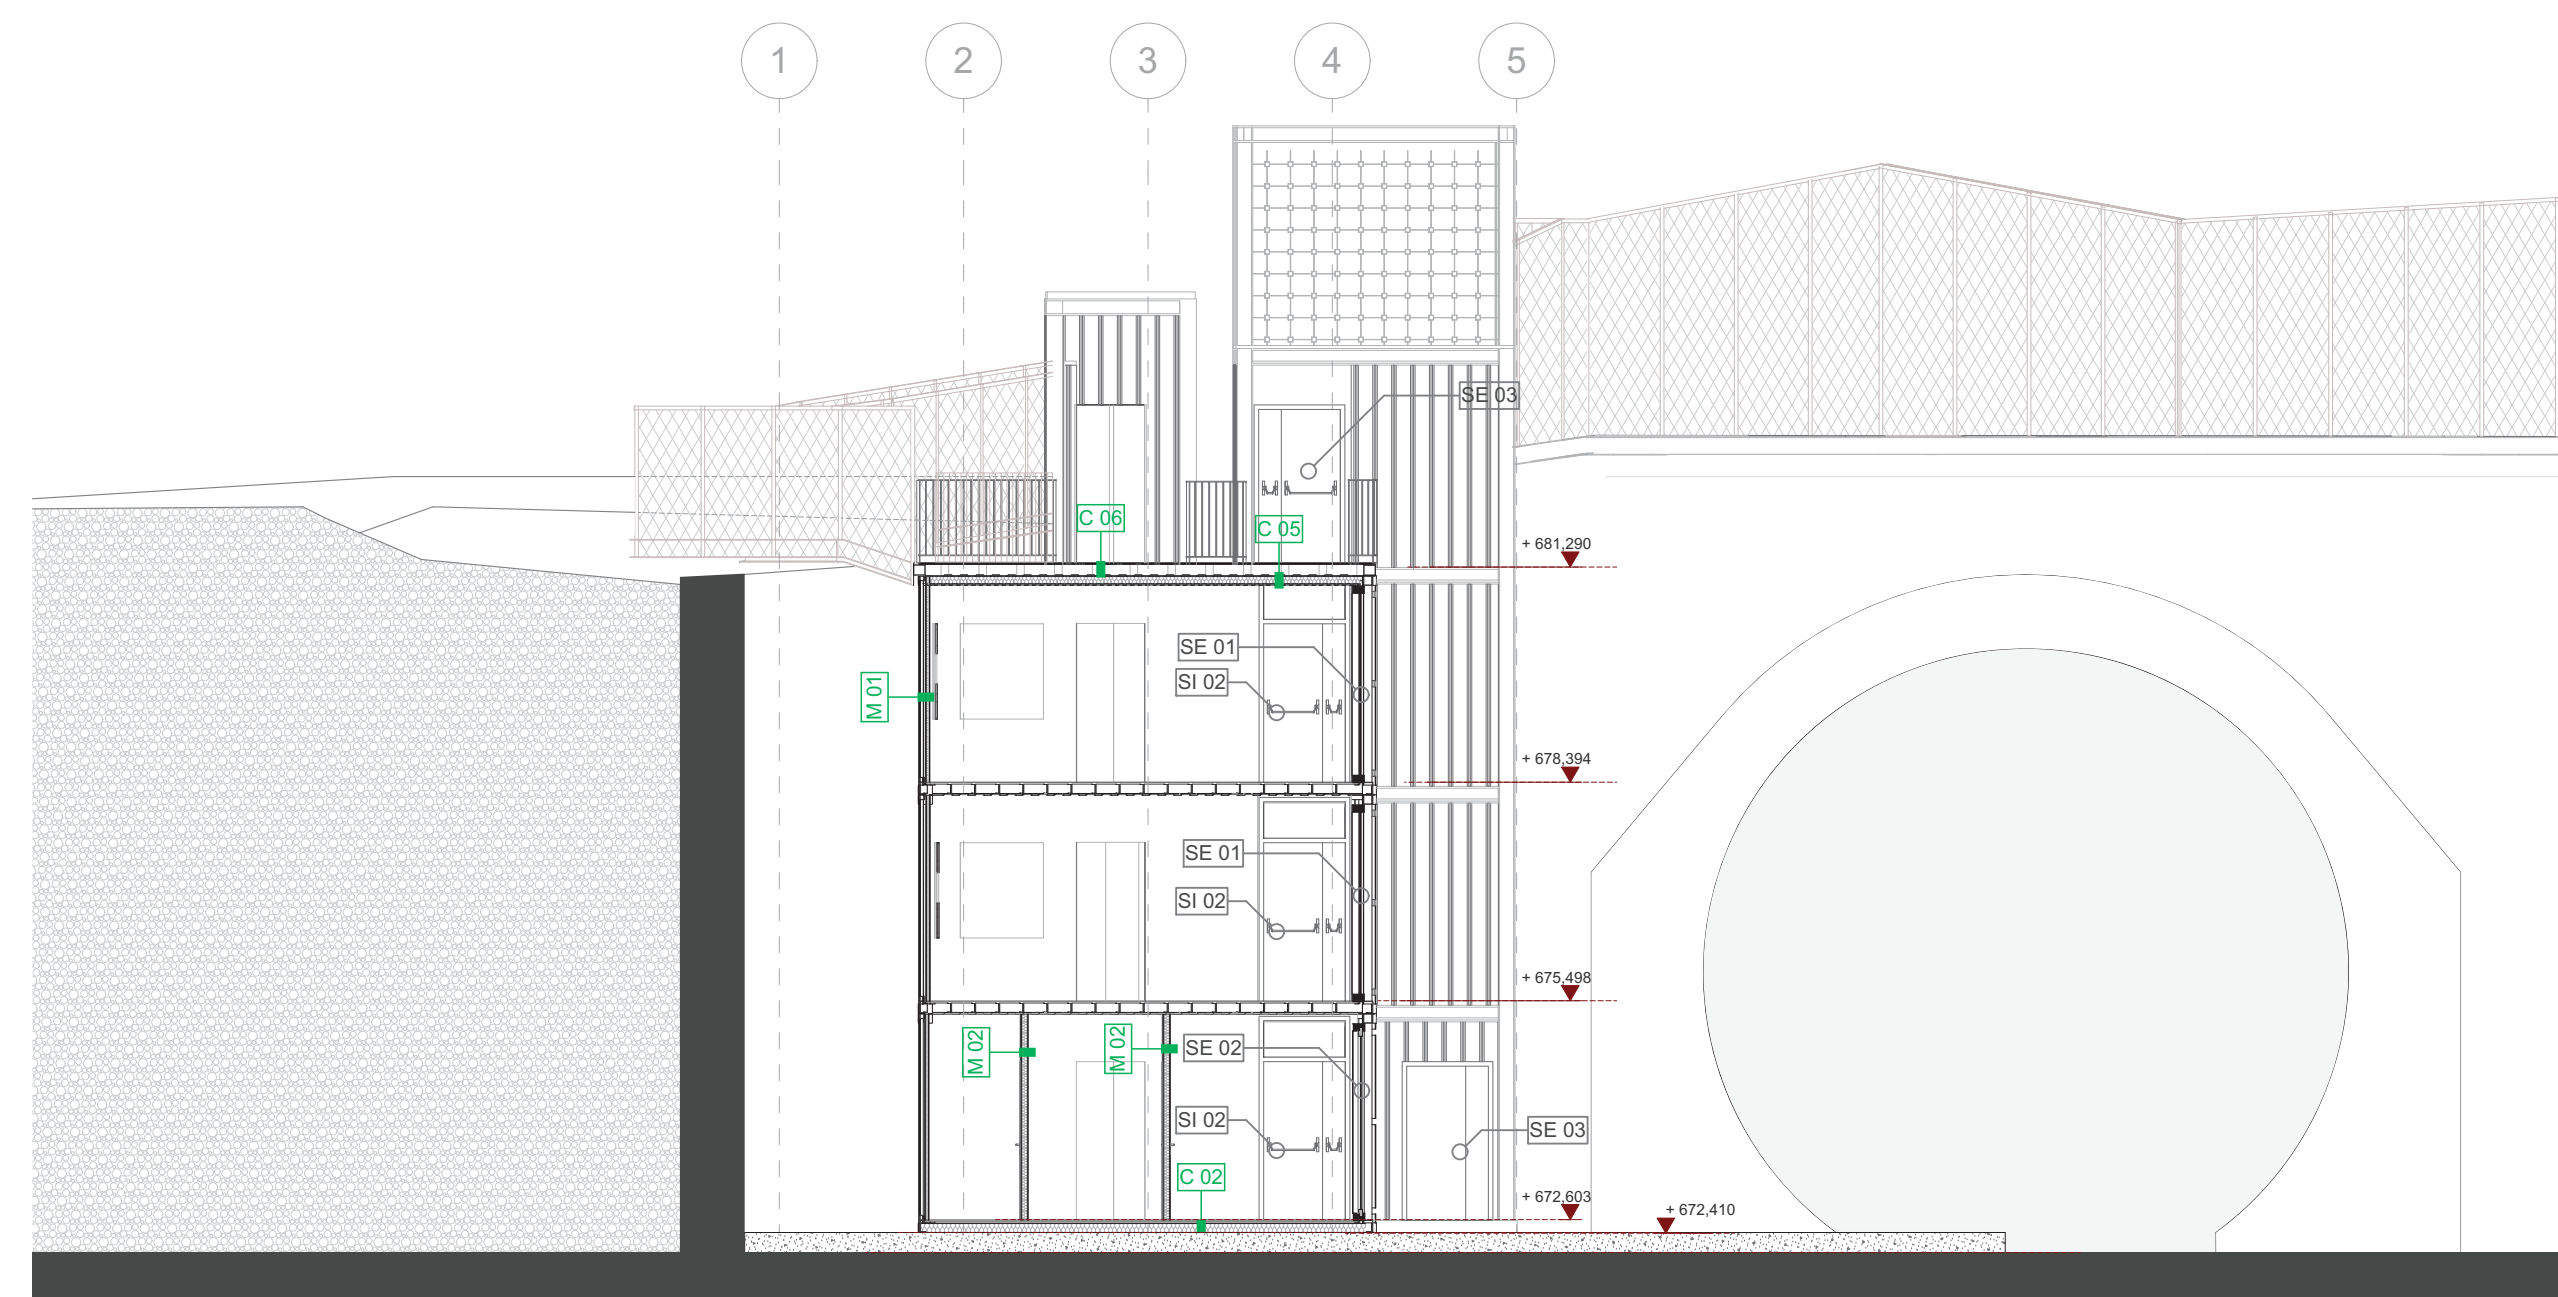 1 2 3 4 5
SE 03
C 06
C 05
+ 681,290
SE 01
SI 02
M 01
+ 678,394
SE 01
SI 02
+ 675,498
M 02
M 02
SE 02
SI 02
SE 03
C 02
+ 672,603
+ 672,410